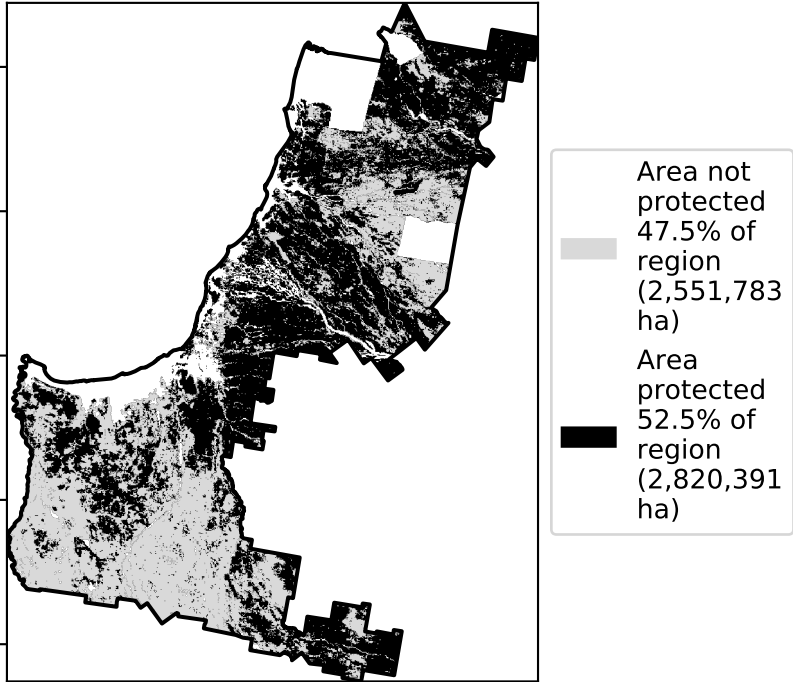 Area not
protected
47.5% of
region
(2,551,783
ha)
Area
protected
52.5% of
region
(2,820,391
ha)